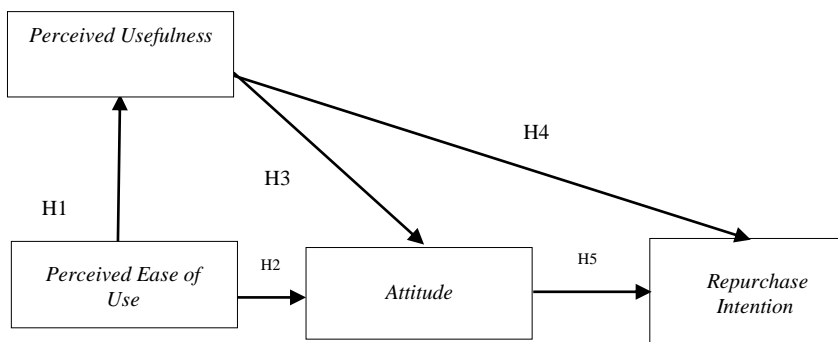 Perceived Usefulness
H4
H3
H1
Perceived Ease of
Use
H2
Attitude
H5
Repurchase
Intention